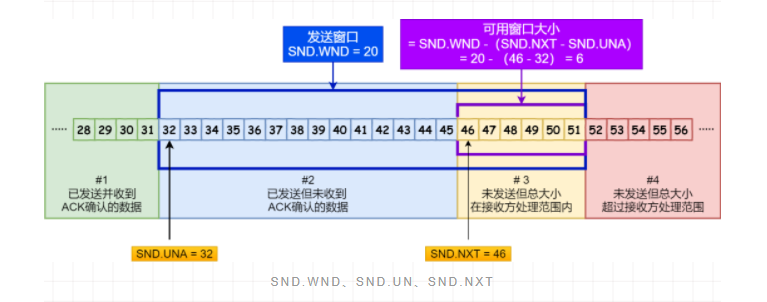 发送窗口
SND.WND = 20
可用窗口大小
= SND.WND -（SND.NXT - SND.UNA）
= 20 - （46 - 32） = 6
..... 28 29 30 31 32 33 34 35 36 37 38 39 40 41 42 43 44 45 46 47 48 49 50 51 52 53 54 55 56 .....
#1
已发送并收到
ACK确认的数据
#2
已发送但未收到
ACK确认的数据
# 3
未发送但总大小
在接收方处理范围内
#4
未发送但总大小
超过接收方处理范围
SND.UNA = 32
SND.NXT = 46
SND.WND、SND.UN、SND.NXT